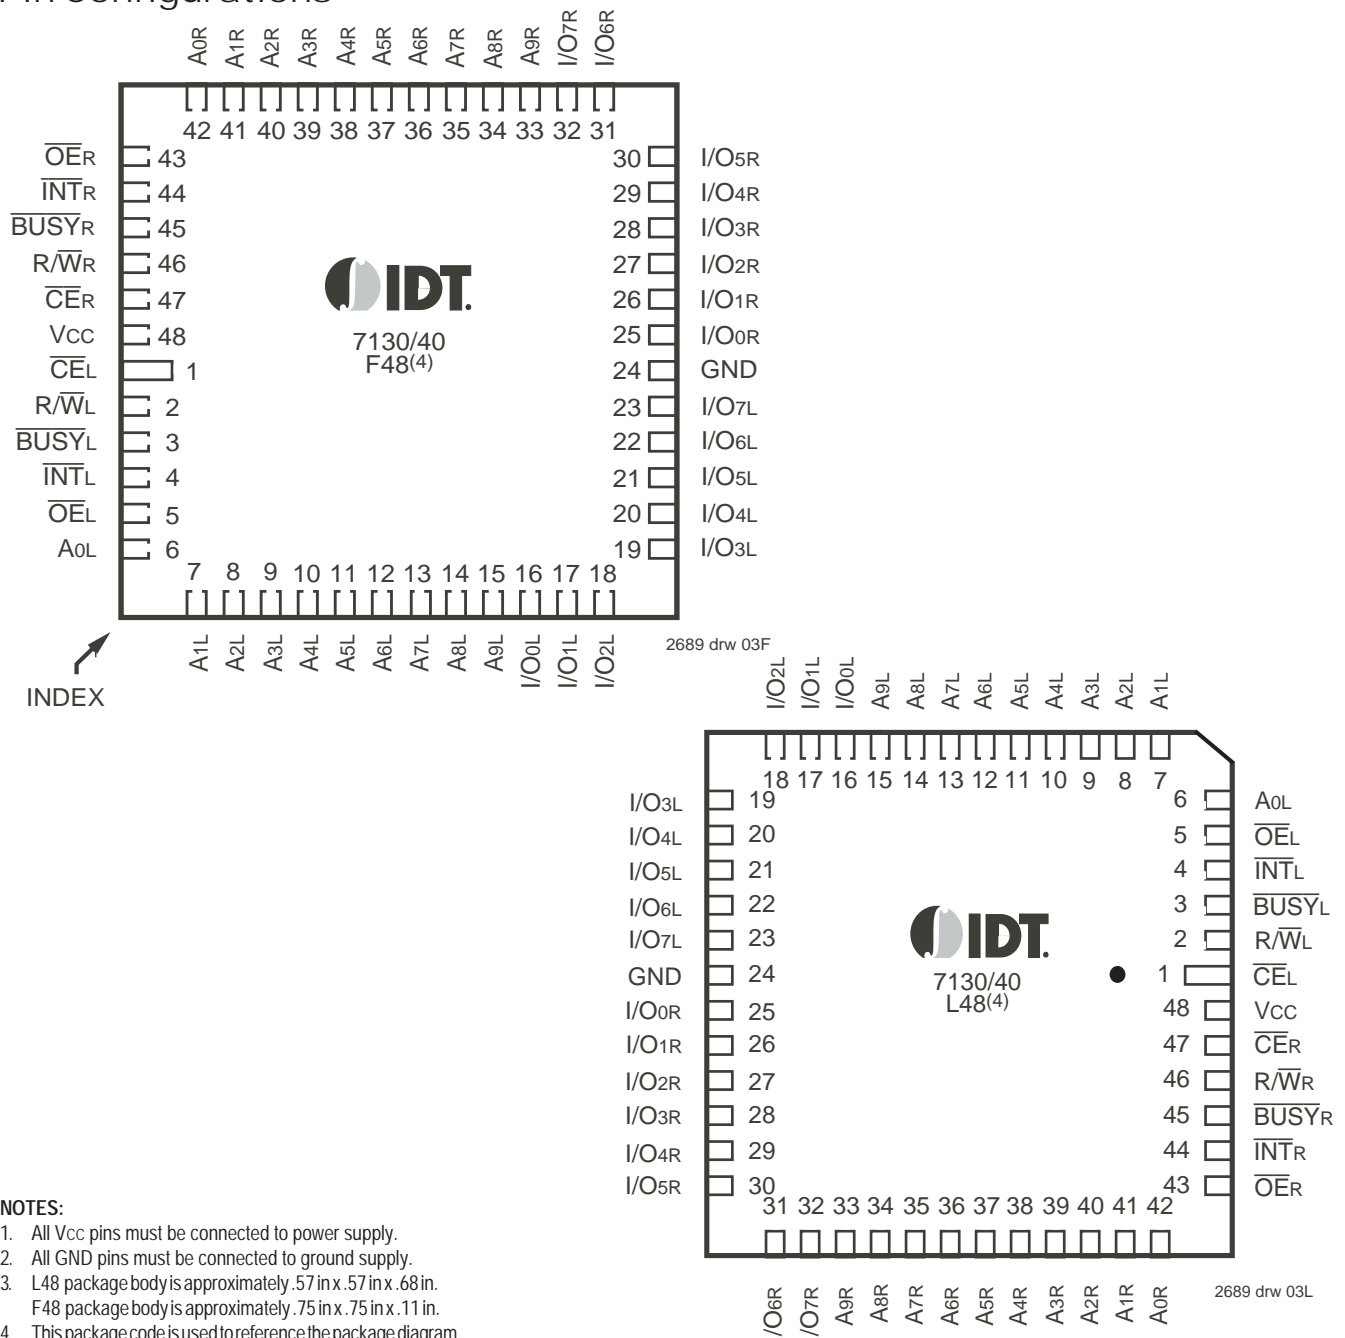 Pin Configurations
A0R A1R A2R A3R A4R A5R A6R A7R A8R A9R I/O7R I/O6R
42 41 40 39 38 37 36 35 34 33 32 31
OER 43
INTR 44
BUSYR 45
R/WR 46
CER 47
VCC 48
CEL 1
R/WL 2
BUSYL 3
INTL 4
OEL 5
A0L 6
IDT.
7130/40
F48(4)
30 I/O5R
29 I/O4R
28 I/O3R
27 I/O2R
26 I/O1R
25 I/O0R
24 GND
23 I/O7L
22 I/O6L
21 I/O5L
20 I/O4L
19 I/O3L
7 8 9 10 11 12 13 14 15 16 17 18
A1L A2L A3L A4L A5L A6L A7L A8L A9L I/O0L I/O1L I/O2L
2689 drw 03F
INDEX
I/O2L I/O1L I/O0L A9L A8L A7L A6L A5L A4L A3L A2L A1L
18 17 16 15 14 13 12 11 10 9 8 7
I/O3L 19
I/O4L 20
I/O5L 21
I/O6L 22
I/O7L 23
GND 24
I/O0R 25
I/O1R 26
I/O2R 27
I/O3R 28
I/O4R 29
I/O5R 30
IDT.
7130/40
L48(4)
6 A0L
5 OEL
4 INTL
3 BUSYL
2 R/WL
1 CEL
48 VCC
47 CER
46 R/WR
45 BUSYR
44 INTR
43 OER
31 32 33 34 35 36 37 38 39 40 41 42
/O6R /O7R A9R A8R A7R A6R A5R A4R A3R A2R A1R A0R
2689 drw 03L
NOTES:
1. All VCC pins must be connected to power supply.
2. All GND pins must be connected to ground supply.
3. L48 package body is approximately .57 in x .57 in x .68 in.
F48 package body is approximately .75 in x .75 in x .11 in.
4. This package code is used to reference the package diagram.